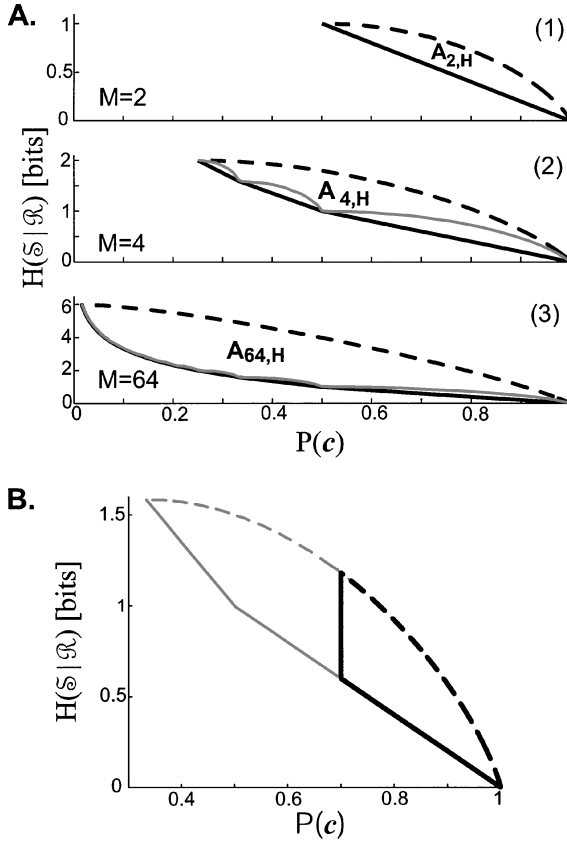 A.
(1)
1
0.5
0
A2,H
M=2
(2)
2
1
0
A 4,H
M=4
(3)
6
4
2
0
A64,H
M=64
0 0.2 0.4 0.6 0.8
P(c)
H(𝕊 | ℛ) [bits]
B.
1.5
1
0.5
0
0.4 0.6 0.8 1
P(c)
H(𝕊 | ℛ) [bits]